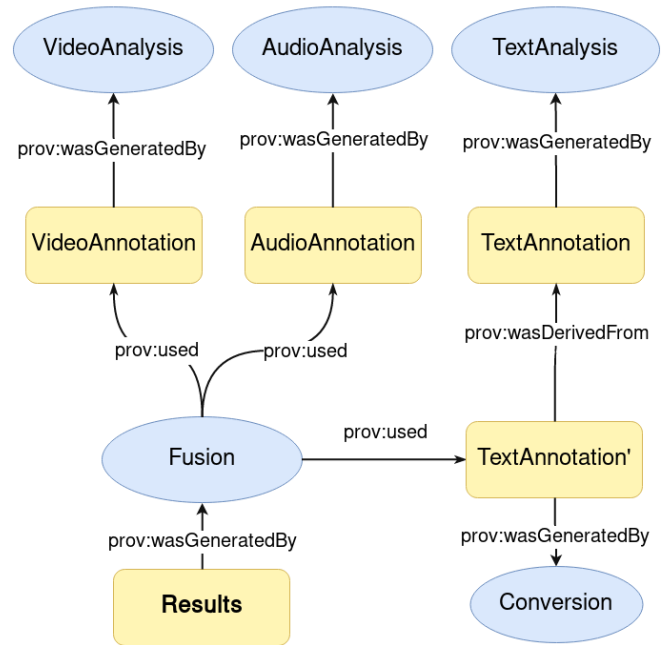 VideoAnalysis
AudioAnalysis
TextAnalysis
prov:wasGeneratedBy
prov:wasGeneratedBy
prov:wasGeneratedBy
VideoAnnotation
AudioAnnotation
TextAnnotation
prov:used
prov:used
prov:wasDerivedFrom
Fusion
prov:used
TextAnnotation'
prov:wasGeneratedBy
prov:wasGeneratedBy
Results
Conversion